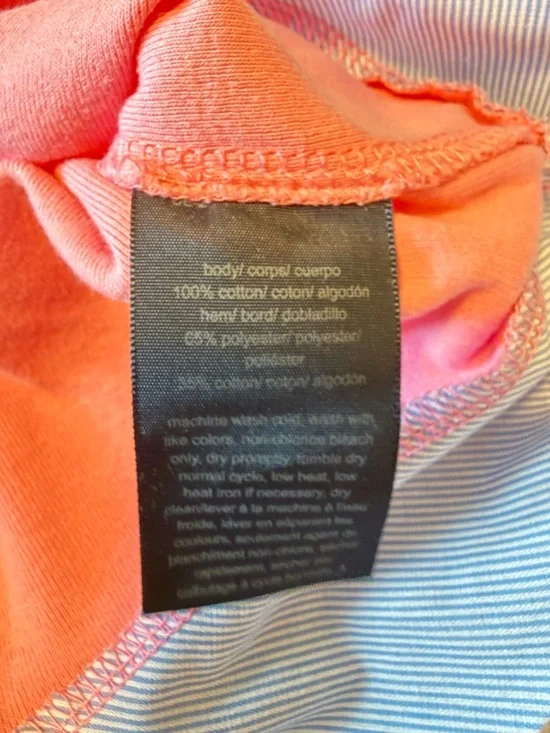 body/ corps/ cuerpo
100% cotton/ coton/ algodón
hem/ bord/ dobladillo
65% polyester/ polyester/
poliéster
35% cotton/ coton/ algodón
machine wash cold, wash with
like colors, non-chlorine bleach
only, dry promptly, tumble dry
normal cycle, low heat, low
heat iron if necessary, dry
clean/laver à la machine à l'eau
froide, laver en séparant les
couleurs, seulement agent de
blanchiment non-chlore,
rapidement,
à cycle